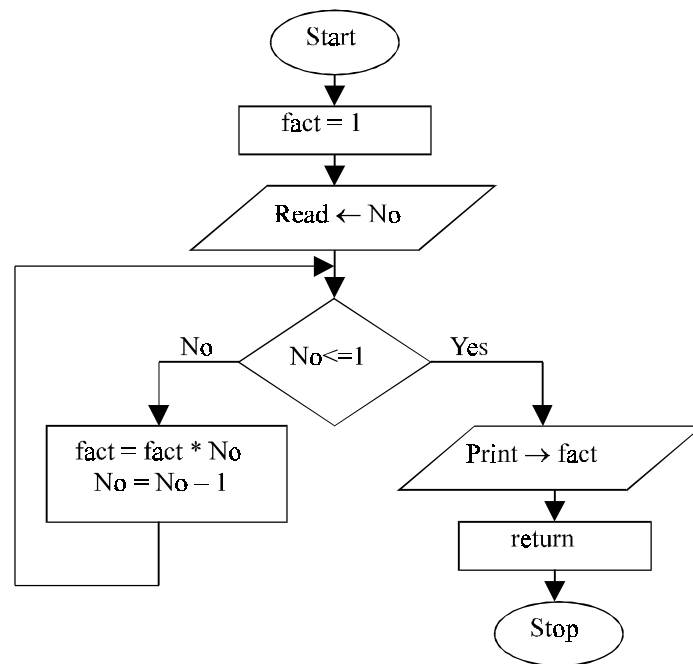 Start
fact = 1
Read ← No
No<=1
No
Yes
fact = fact * No
No = No – 1
Print → fact
return
Stop